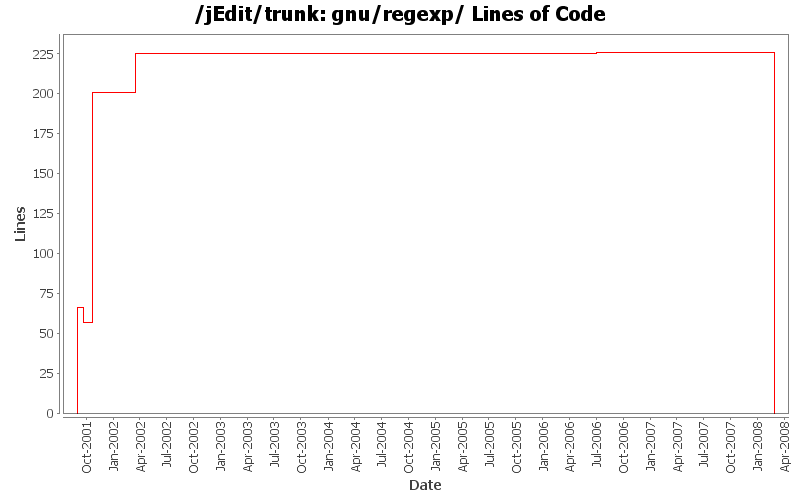 /jEdit/trunk: gnu/regexp/ Lines of Code
Lines
225
200
175
150
125
100
75
50
25
0
Oct-2001
Jan-2002
Apr-2002
Jul-2002
Oct-2002
Jan-2003
Apr-2003
Jul-2003
Oct-2003
Jan-2004
Apr-2004
Jul-2004
Oct-2004
Jan-2005
Apr-2005
Jul-2005
Oct-2005
Jan-2006
Apr-2006
Jul-2006
Oct-2006
Jan-2007
Apr-2007
Jul-2007
Oct-2007
Jan-2008
Apr-2008
Date